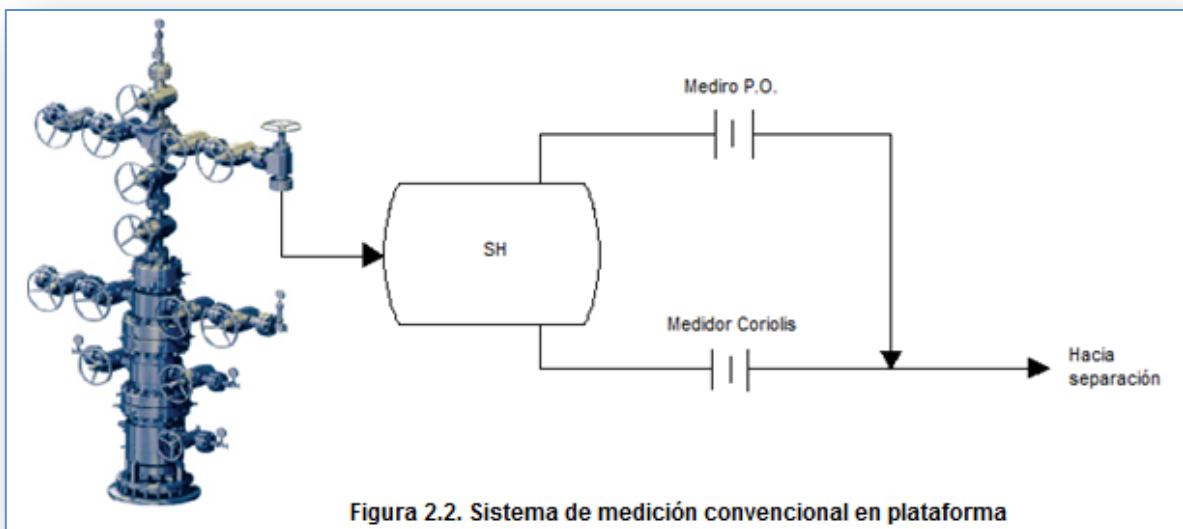 Mediro P.O.
SH
Medidor Coriolis
Hacia
separación
Figura 2.2. Sistema de medición convencional en plataforma